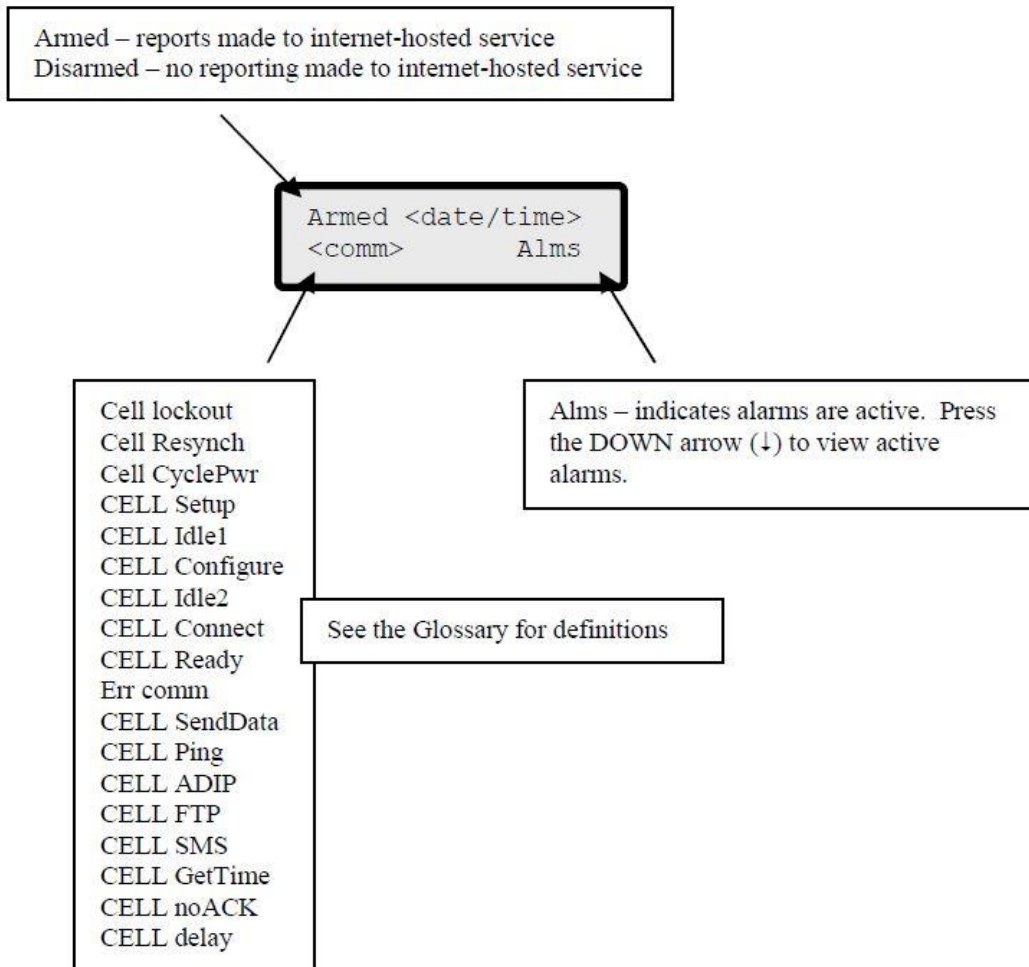 Armed – reports made to internet-hosted service
Disarmed – no reporting made to internet-hosted service
Armed <date/time>
<comm> Alms
Cell lockout
Cell Resynch
Cell CyclePwr
CELL Setup
CELL Idle1
CELL Configure
CELL Idle2
CELL Connect
CELL Ready
Err comm
CELL SendData
CELL Ping
CELL ADIP
CELL FTP
CELL SMS
CELL GetTime
CELL noACK
CELL delay
See the Glossary for definitions
Alms – indicates alarms are active. Press
the DOWN arrow (↓) to view active
alarms.